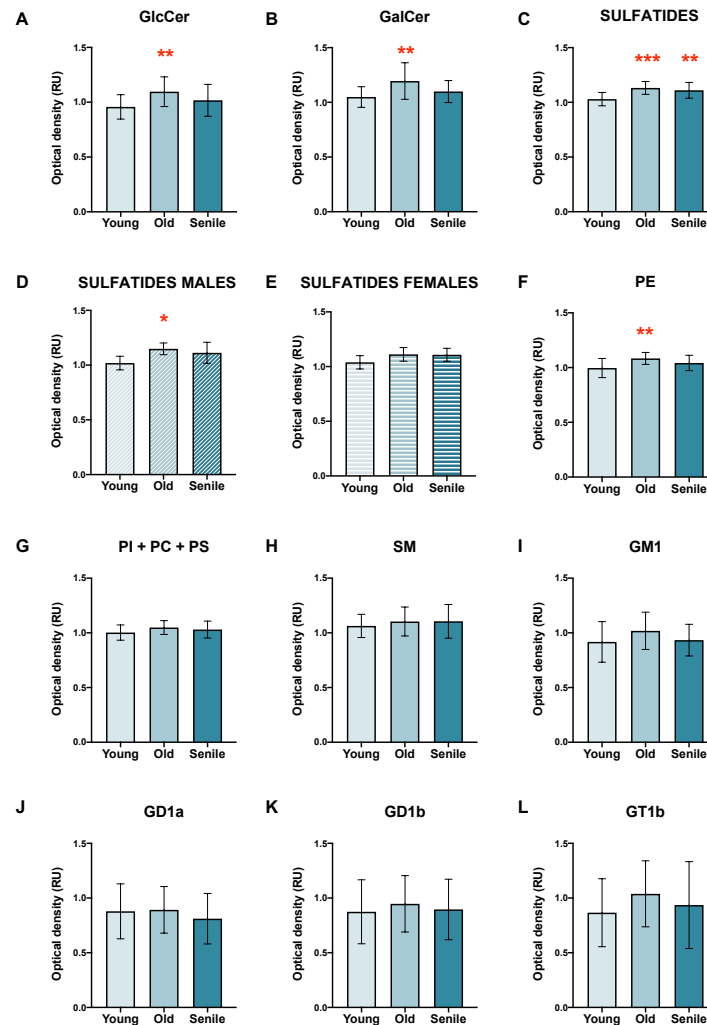 A GlcCer B GalCer C SULFATIDES
** ** *** **
Optical density (RU) Optical density (RU) Optical density (RU)
1.5 1.5 1.5
1.0 1.0 1.0
0.5 0.5 0.5
0.0 0.0 0.0
Young Old Senile Young Old Senile Young Old Senile
D SULFATIDES MALES E SULFATIDES FEMALES F PE
* **
Optical density (RU) Optical density (RU) Optical density (RU)
1.5 1.5 1.5
1.0 1.0 1.0
0.5 0.5 0.5
0.0 0.0 0.0
Young Old Senile Young Old Senile Young Old Senile
G PI + PC + PS H SM I GM1
Optical density (RU) Optical density (RU) Optical density (RU)
1.5 1.5 1.5
1.0 1.0 1.0
0.5 0.5 0.5
0.0 0.0 0.0
Young Old Senile Young Old Senile Young Old Senile
J GD1a K GD1b L GT1b
Optical density (RU) Optical density (RU) Optical density (RU)
1.5 1.5 1.5
1.0 1.0 1.0
0.5 0.5 0.5
0.0 0.0 0.0
Young Old Senile Young Old Senile Young Old Senile